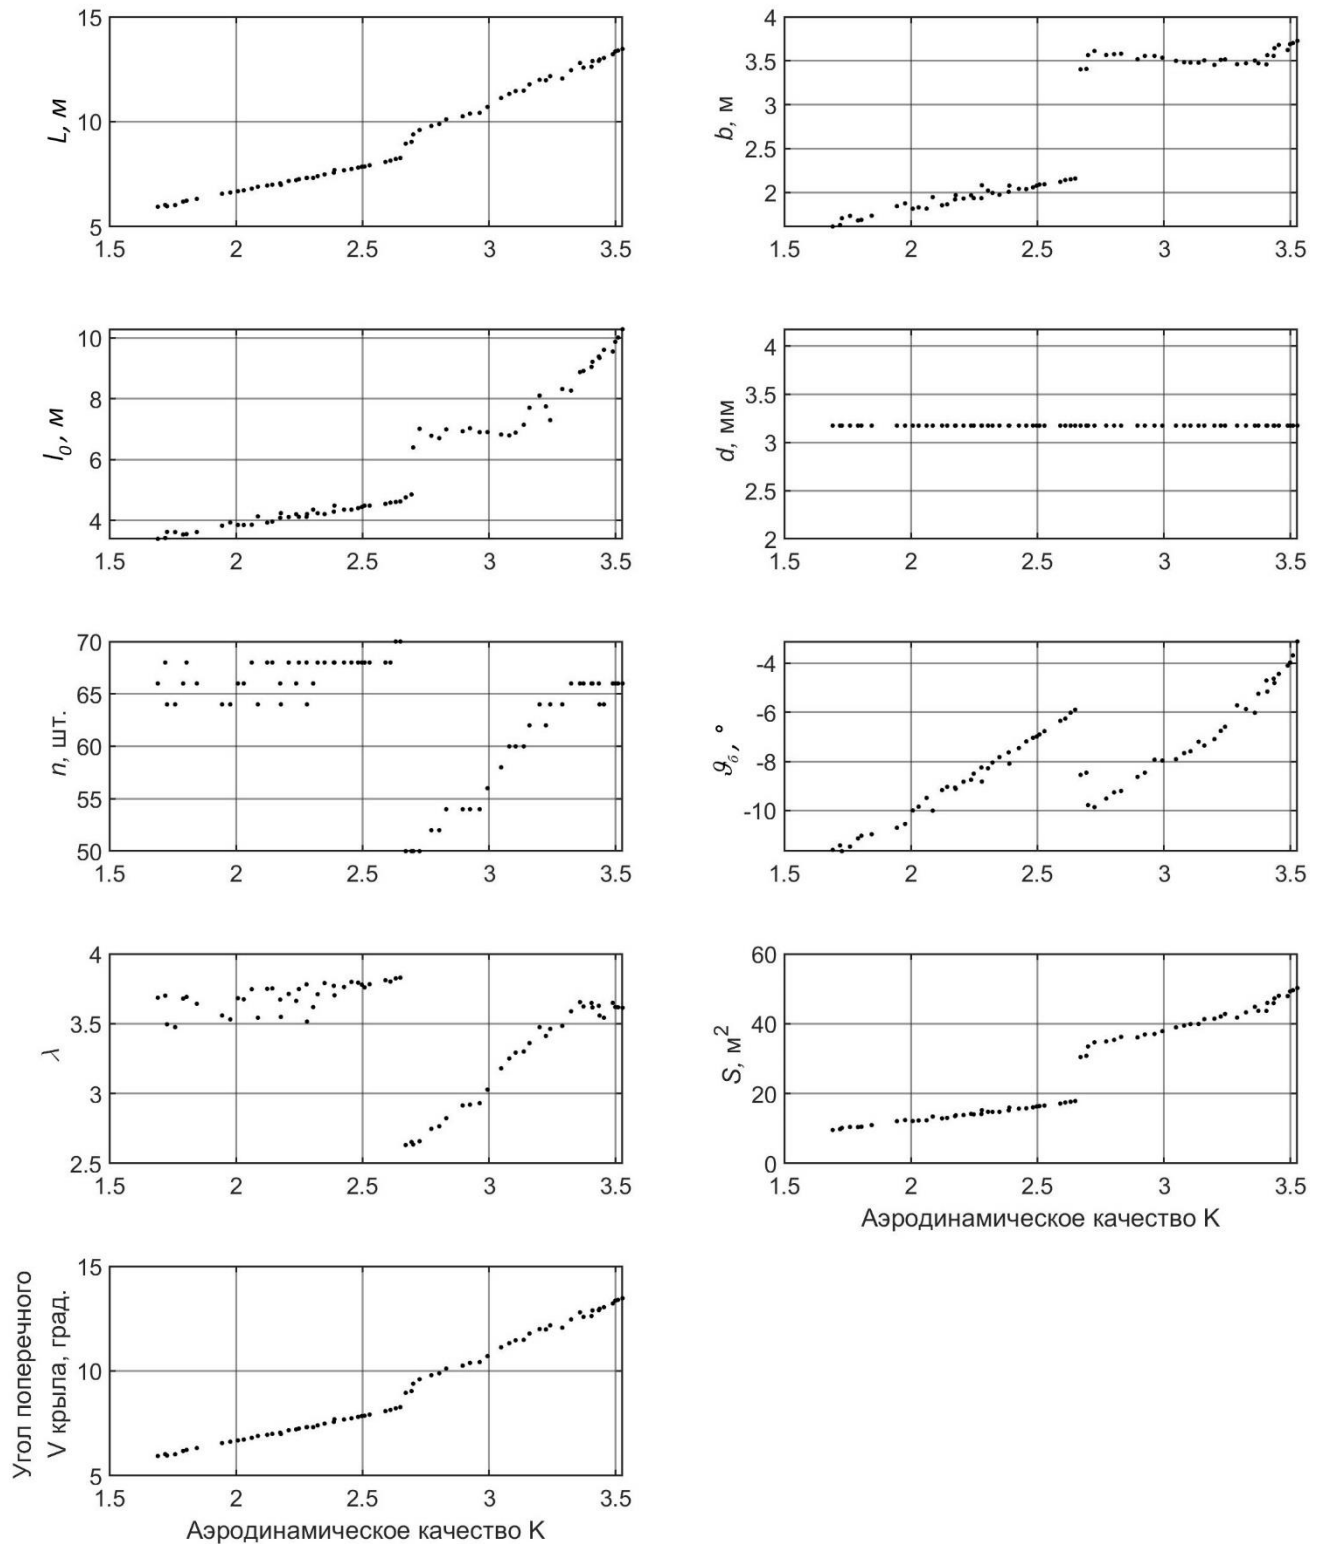 15
10
5
L, м
1.5 2 2.5 3 3.5
4
3.5
3
2.5
2
b, м
1.5 2 2.5 3 3.5
10
8
6
4
l0, м
1.5 2 2.5 3 3.5
4
3.5
3
2.5
2
d, мм
1.5 2 2.5 3 3.5
70
65
60
55
50
n, шт.
1.5 2 2.5 3 3.5
-4
-6
-8
-10
ϑб, °
1.5 2 2.5 3 3.5
4
3.5
3
2.5
λ
1.5 2 2.5 3 3.5
60
40
20
0
S, м²
1.5 2 2.5 3 3.5
Аэродинамическое качество K
15
10
5
Угол поперечного
V крыла, град.
1.5 2 2.5 3 3.5
Аэродинамическое качество K